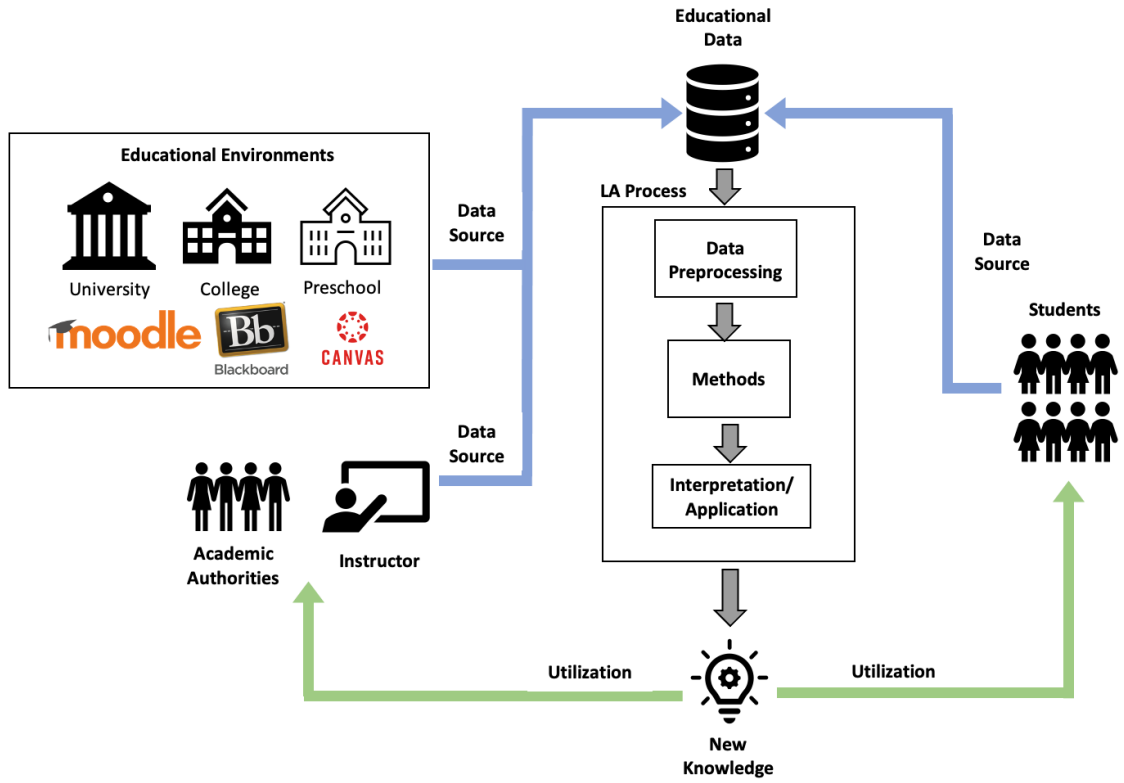 Educational
Data
Educational Environments
University
College
Preschool
moodle
Bb
Blackboard
CANVAS
Data
Source
LA Process
Data
Preprocessing
Methods
Interpretation/
Application
Data
Source
Students
Data
Source
Academic
Authorities
Instructor
Utilization
Utilization
New
Knowledge